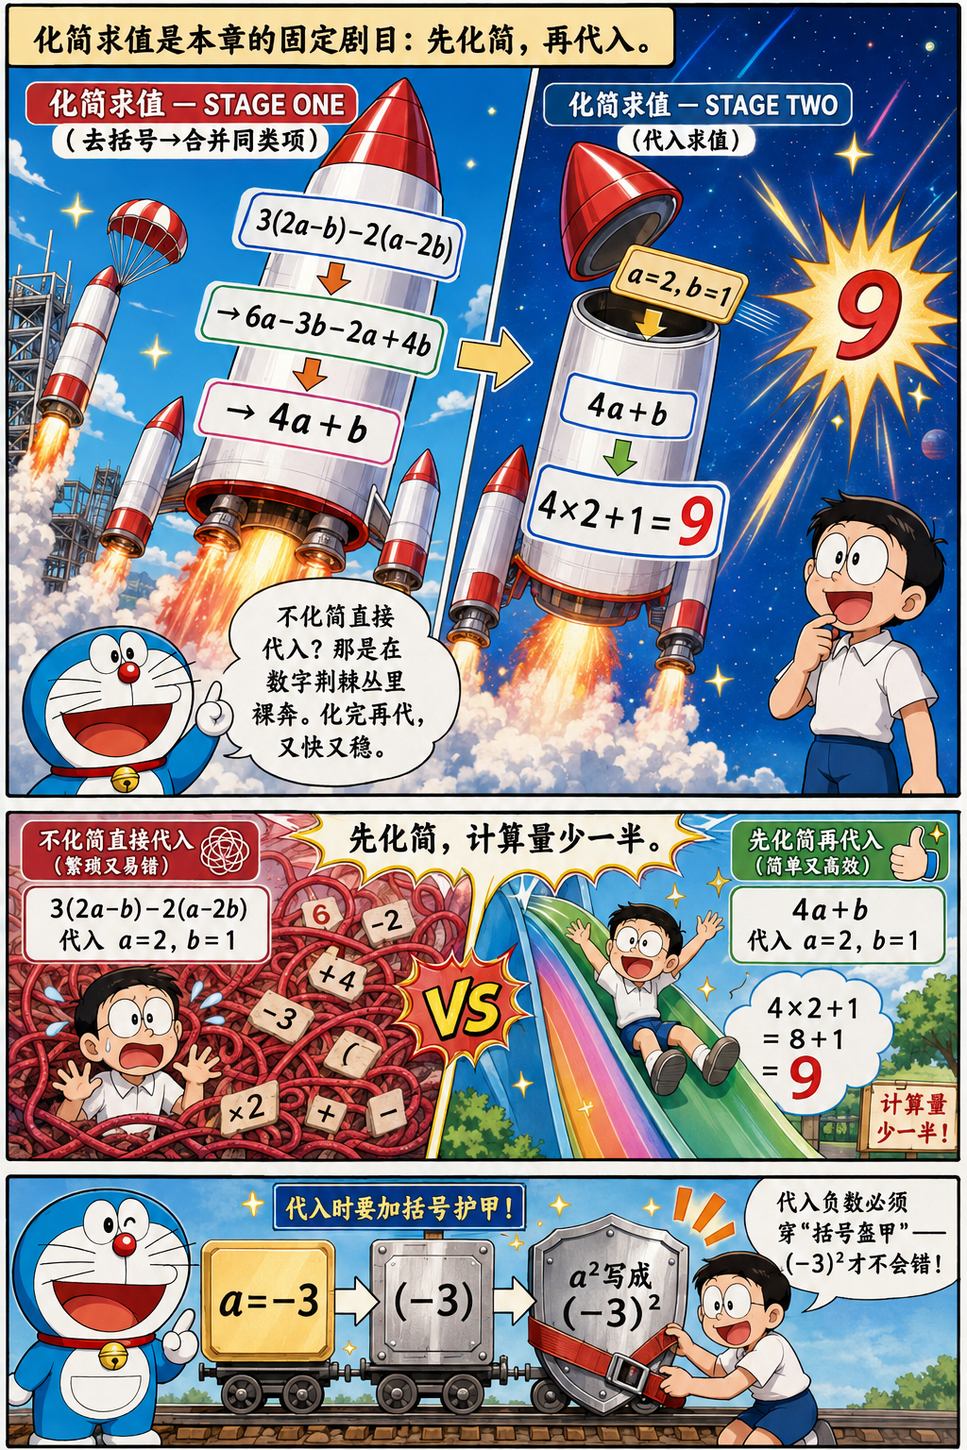 化简求值是本章的固定剧目：先化简，再代入。
化简求值 — STAGE ONE
（去括号→合并同类项）
3(2a-b)-2(a-2b)
→6a-3b-2a+4b
→ 4a+b
化简求值 — STAGE TWO
（代入求值）
a=2, b=1
4a+b
4×2+1=9
9
不化简直接
代入？那是在
数字荆棘丛里
裸奔。化完再代，
又快又稳。
先化简，计算量少一半。
不化简直接代入
（繁琐又易错）
3(2a-b)-2(a-2b)
代入 a=2, b=1
6
-2
+4
-3
(
×2
+
-
VS
先化简再代入
（简单又高效）
4a+b
代入 a=2, b=1
4×2+1
=8+1
=9
计算量
少一半！
代入时要加括号护甲！
a=-3
(-3)
a²写成
(-3)²
代入负数必须
穿“括号盔甲”——
(-3)²才不会错！